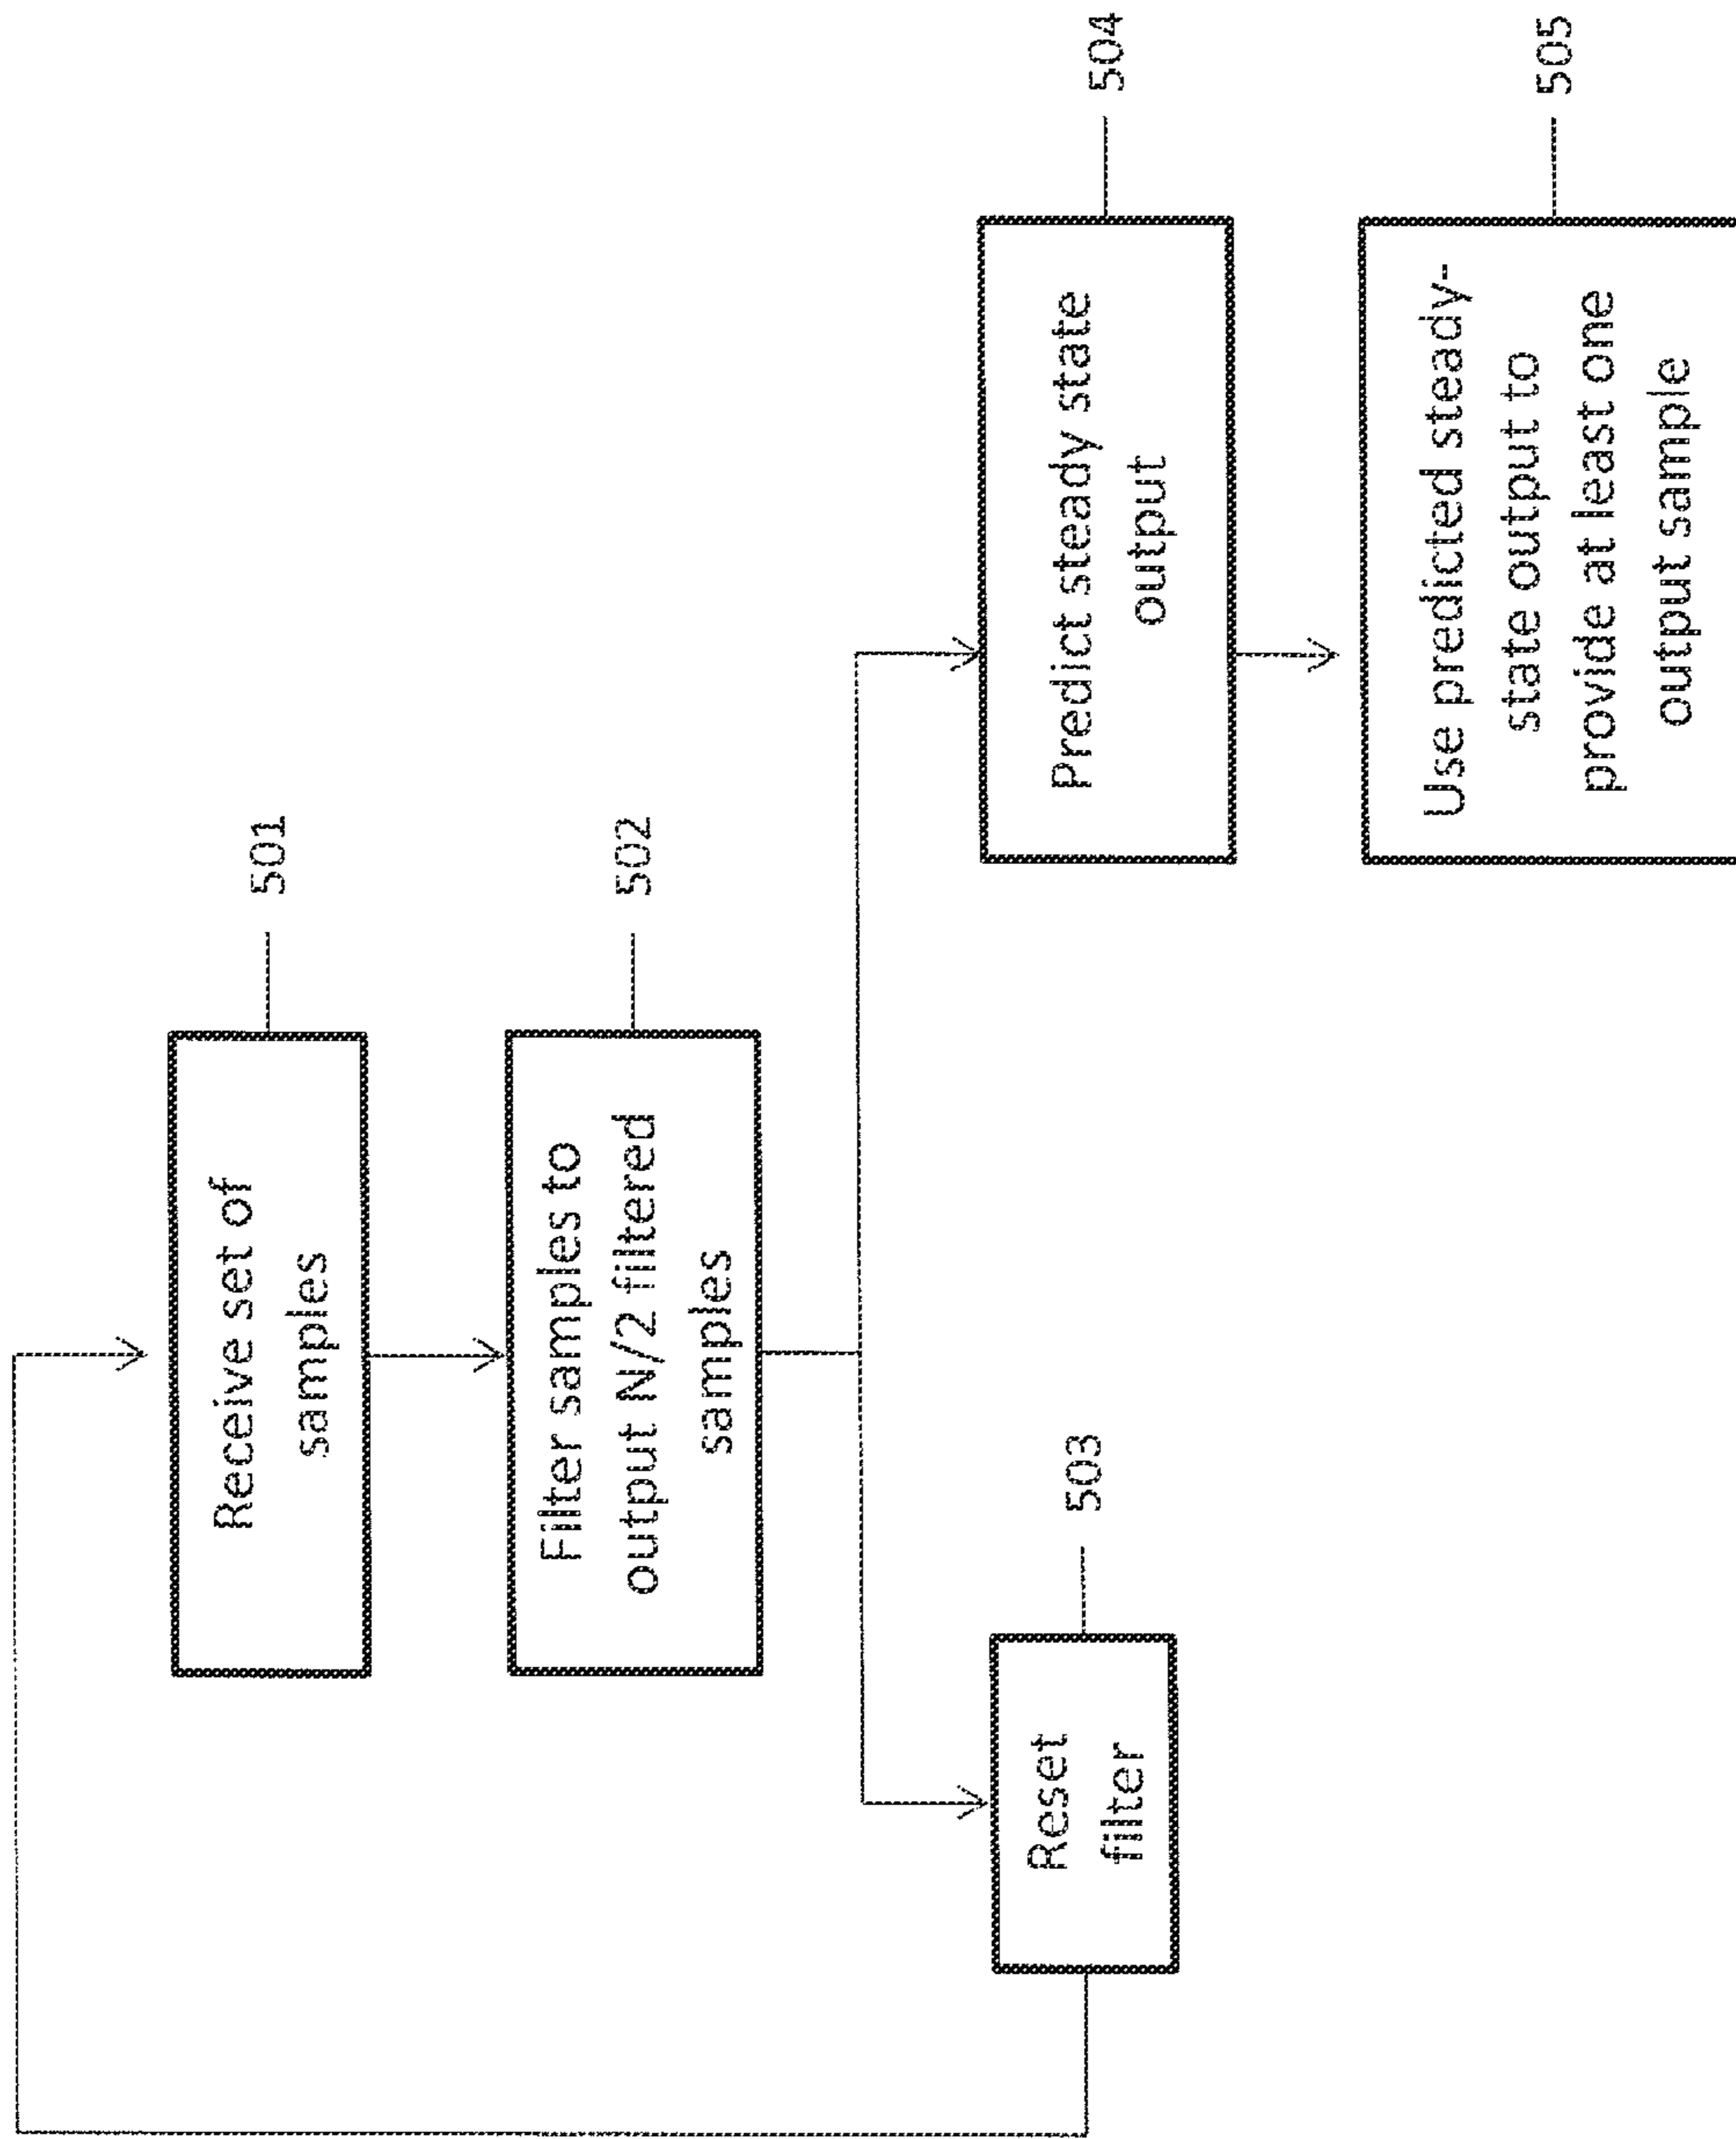 Receive set of
samples
501
Filter samples to
output N/2 filtered
samples
502
Reset
filter
503
Predict steady state
output
504
Use predicted steady-
state output to
provide at least one
output sample
505